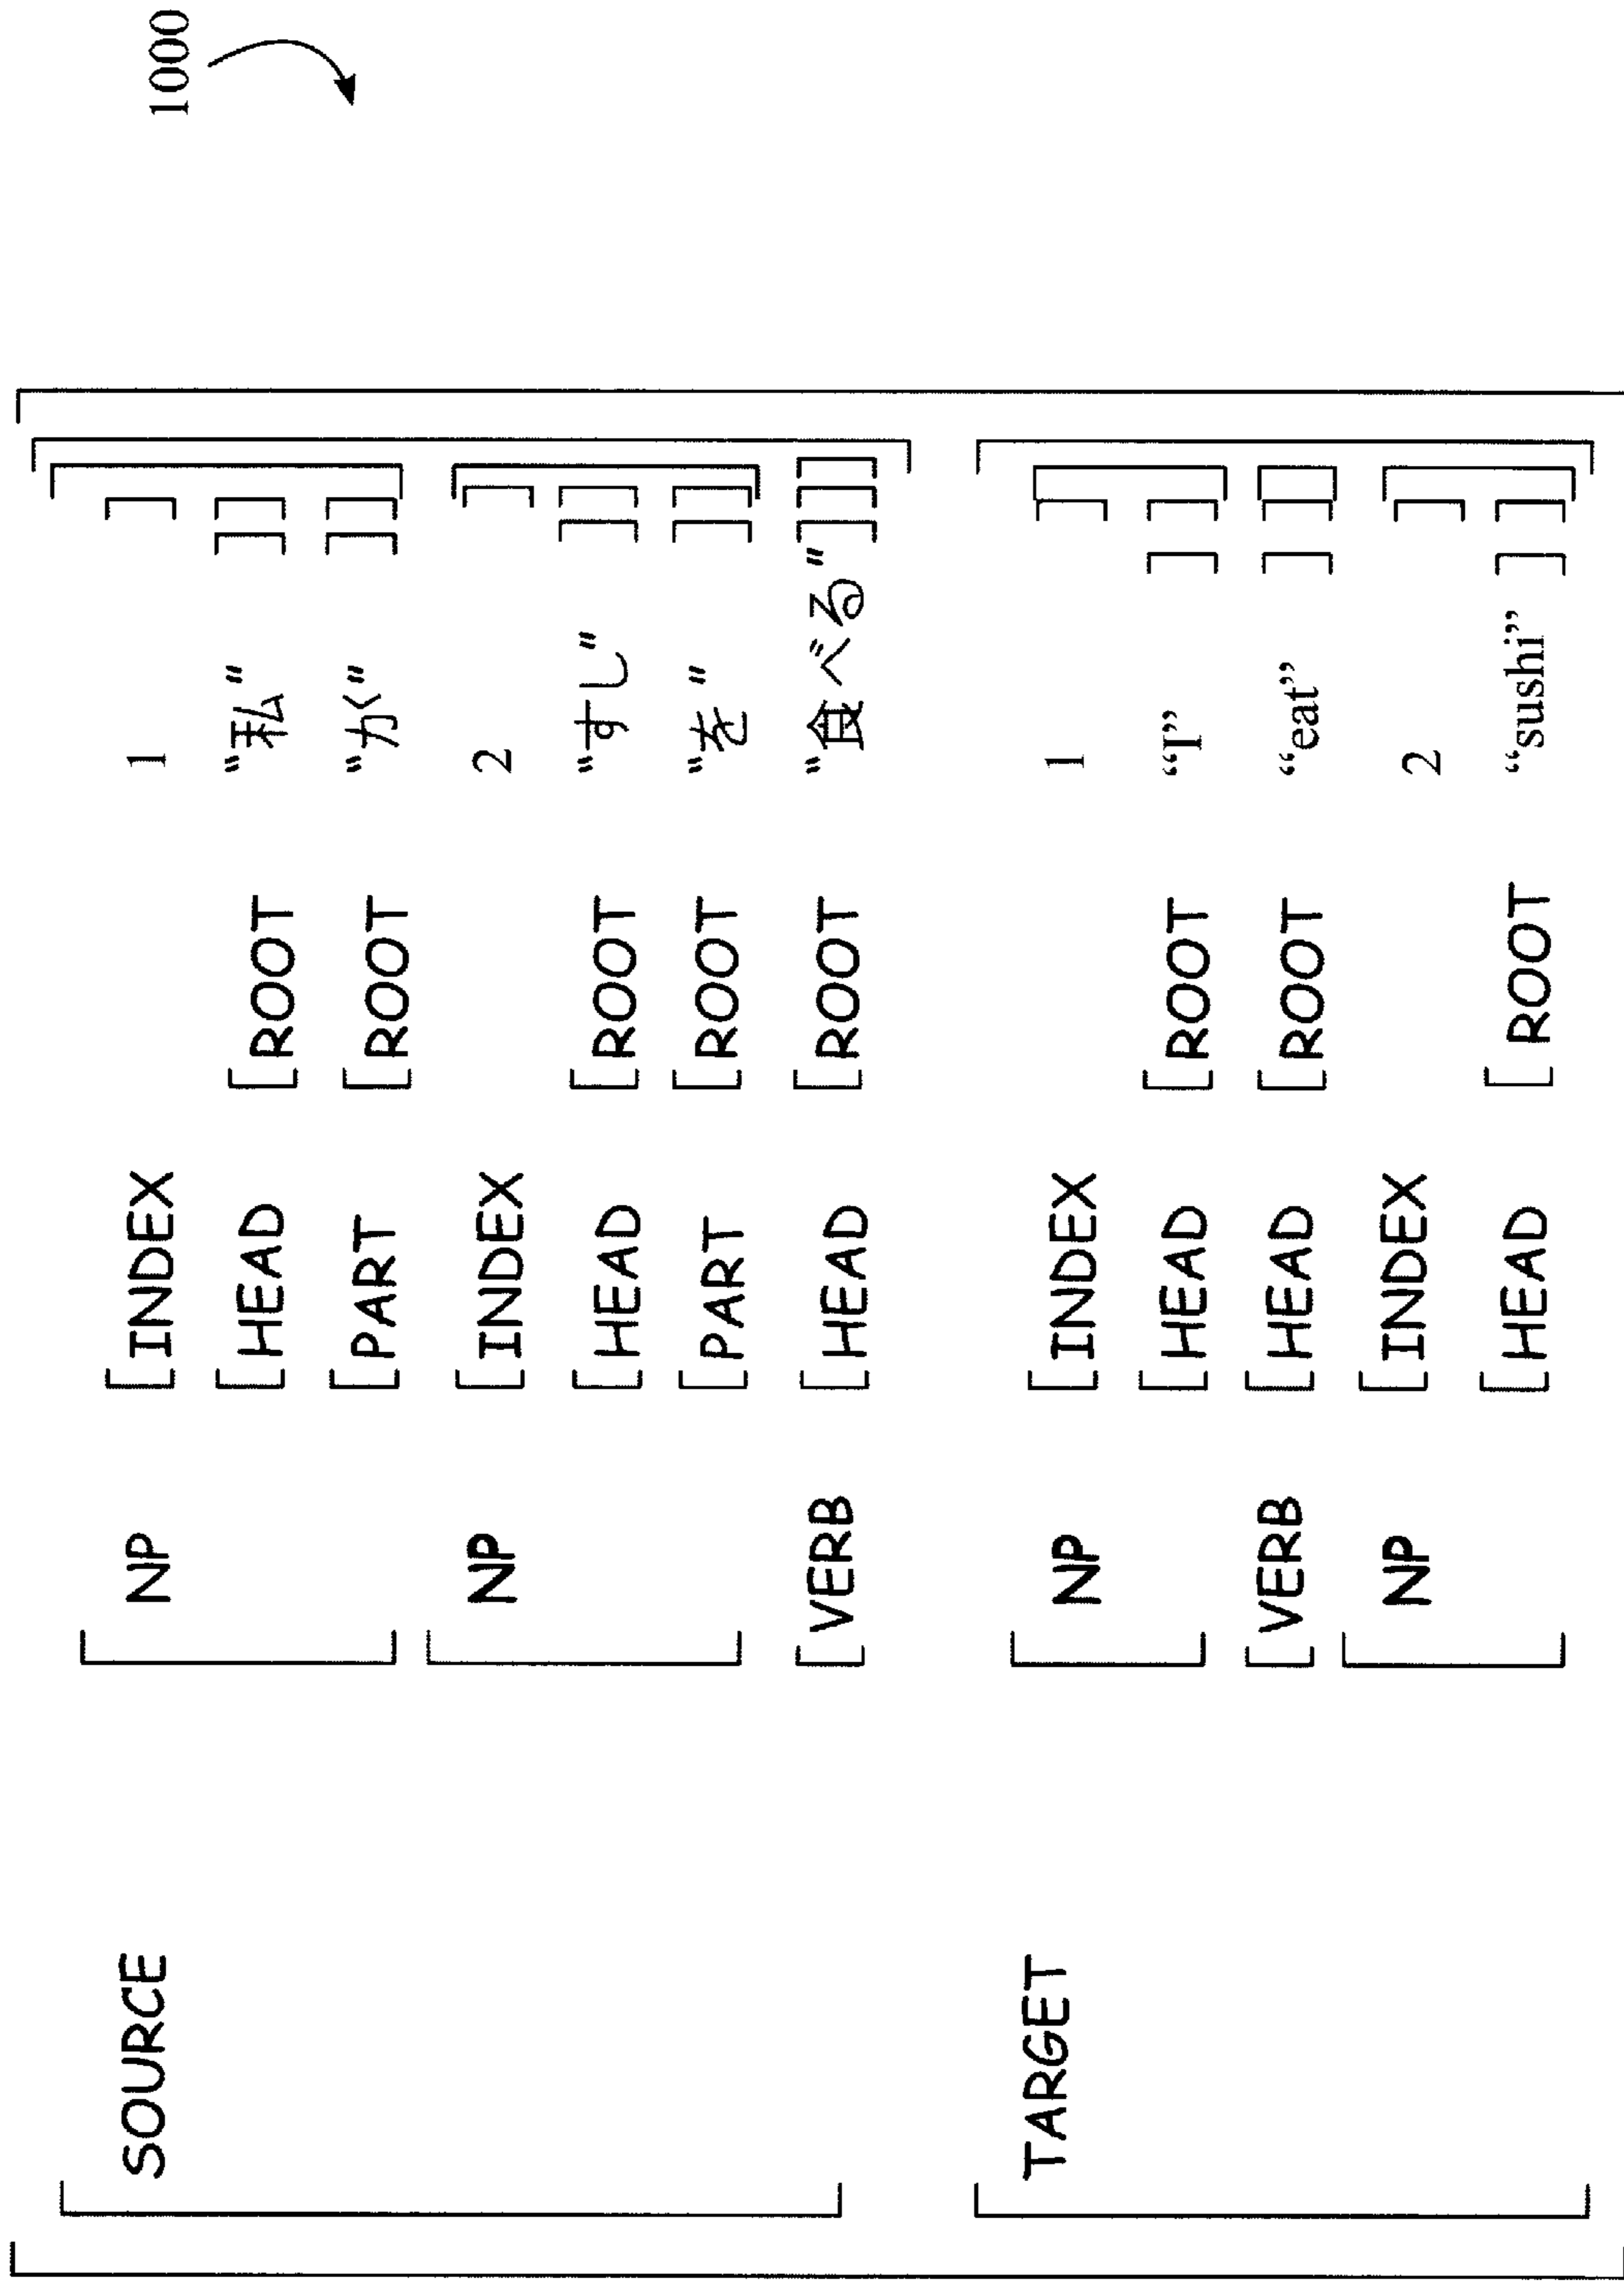 1000
[ [ SOURCE [ NP [INDEX 1 ]
[HEAD [ROOT "私" ]]
[PART [ROOT "が" ]] ]
[ NP [INDEX 2 ]
[HEAD [ROOT "すし" ]]
[PART [ROOT "を" ]] ]
[VERB [HEAD [ROOT "食べる" ]]] ]
[ TARGET [ NP [INDEX 1 ]
[HEAD [ROOT “I” ]] ]
[VERB [HEAD [ROOT “eat” ]]]
[ NP [INDEX 2 ]
[HEAD [ROOT “sushi” ]] ] ] ]